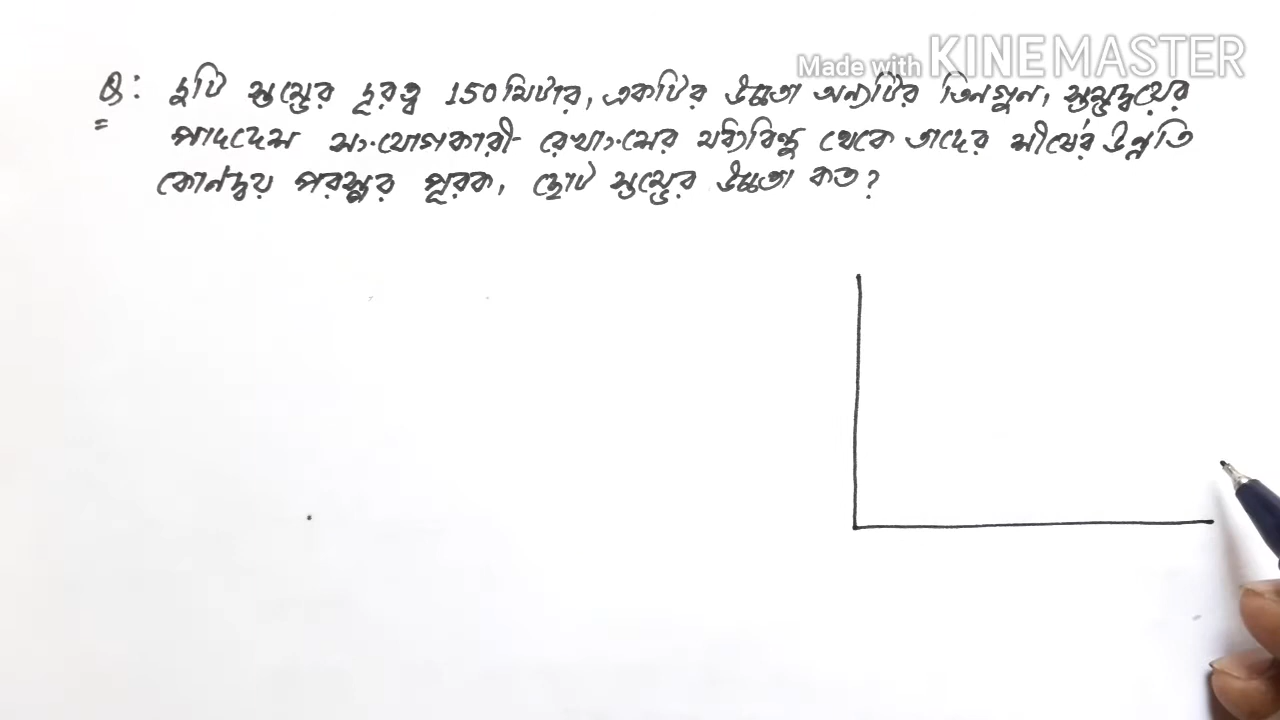 Made with KINEMASTER
Q: দুটি স্তম্ভের দূরত্ব 150 মিটার, একটির উচ্চতা অন্যটির তিনগুন, স্তম্ভদ্বয়ের
পাদদেশ সংযোগকারী রেখাংশের মধ্যবিন্দু থেকে তাদের শীর্ষের উন্নতি
কোনদ্বয় পরস্পর পূরক, ছোট স্তম্ভের উচ্চতা কত?